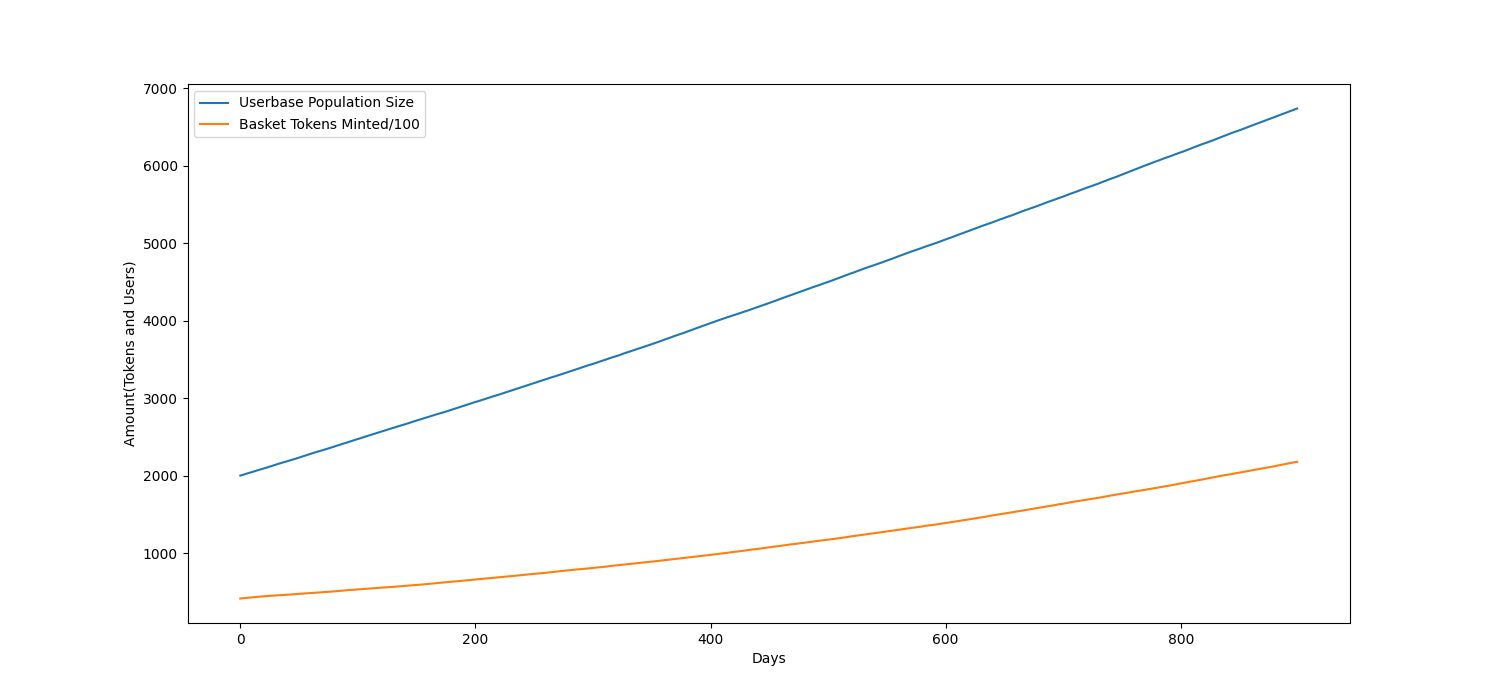 Userbase Population Size
Basket Tokens Minted/100
7000
6000
5000
4000
3000
2000
1000
Amount(Tokens and Users)
0 200 400 600 800
Days